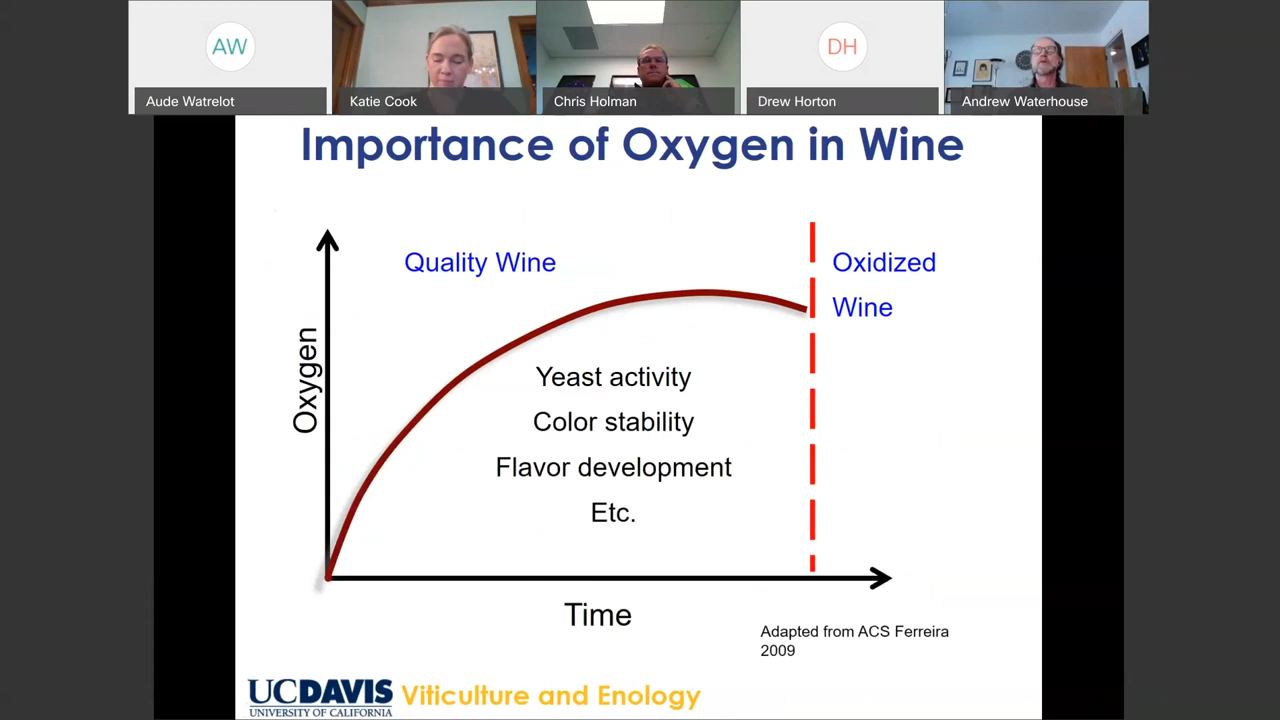 AW
DH
Aude Watrelot
Katie Cook
Chris Holman
Drew Horton
Andrew Waterhouse
Importance of Oxygen in Wine
Quality Wine
Oxidized
Wine
Oxygen
Yeast activity
Color stability
Flavor development
Etc.
Time
Adapted from ACS Ferreira
2009
UCDAVIS
UNIVERSITY OF CALIFORNIA
Viticulture and Enology